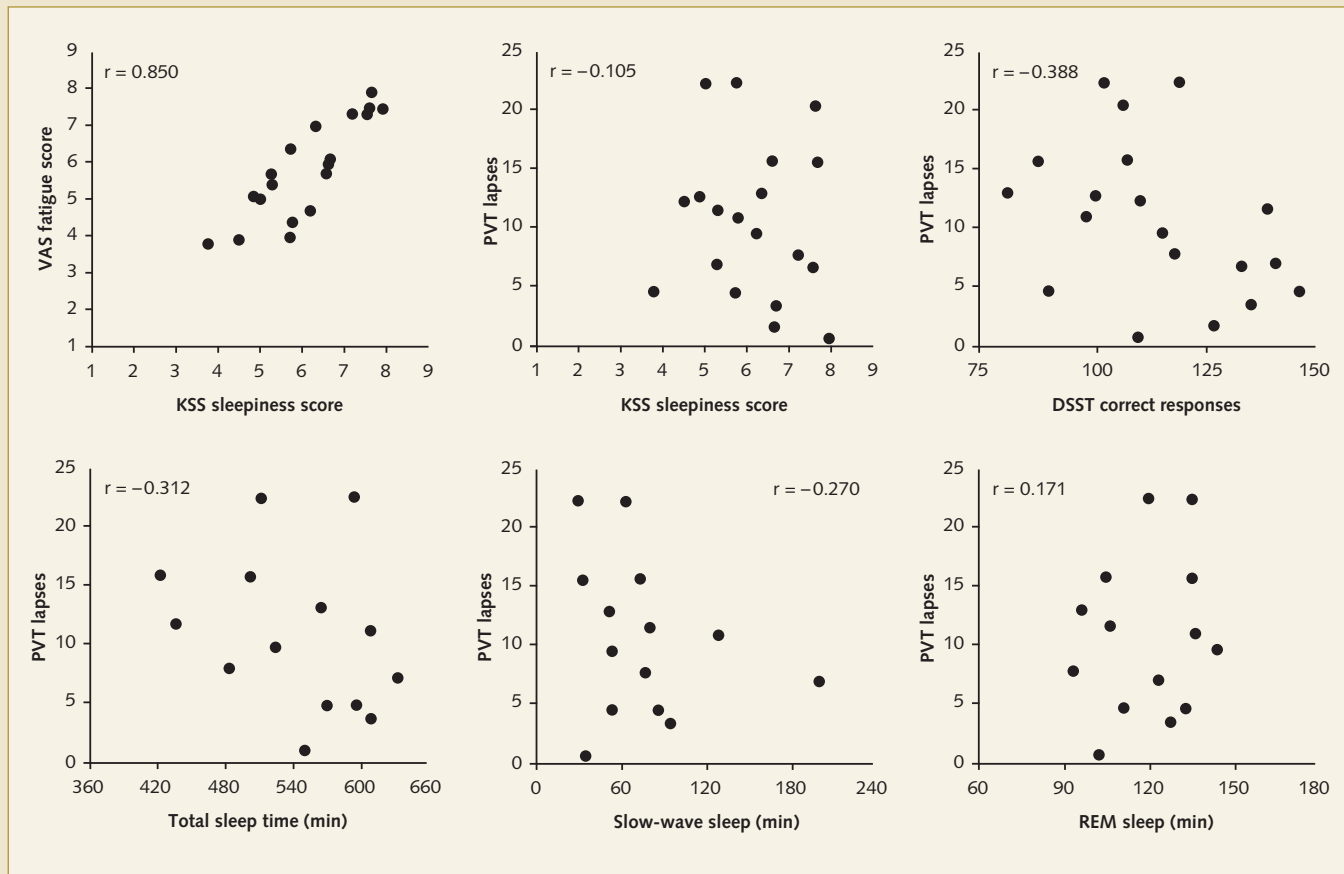 r = 0.850
VAS fatigue score
9
8
7
6
5
4
3
2
1
1 2 3 4 5 6 7 8 9
KSS sleepiness score
r = −0.105
PVT lapses
25
20
15
10
5
0
1 2 3 4 5 6 7 8 9
KSS sleepiness score
r = −0.388
PVT lapses
25
20
15
10
5
0
75 100 125 150
DSST correct responses
r = −0.312
PVT lapses
25
20
15
10
5
0
360 420 480 540 600 660
Total sleep time (min)
r = −0.270
PVT lapses
25
20
15
10
5
0
0 60 120 180 240
Slow-wave sleep (min)
r = 0.171
PVT lapses
25
20
15
10
5
0
60 90 120 150 180
REM sleep (min)